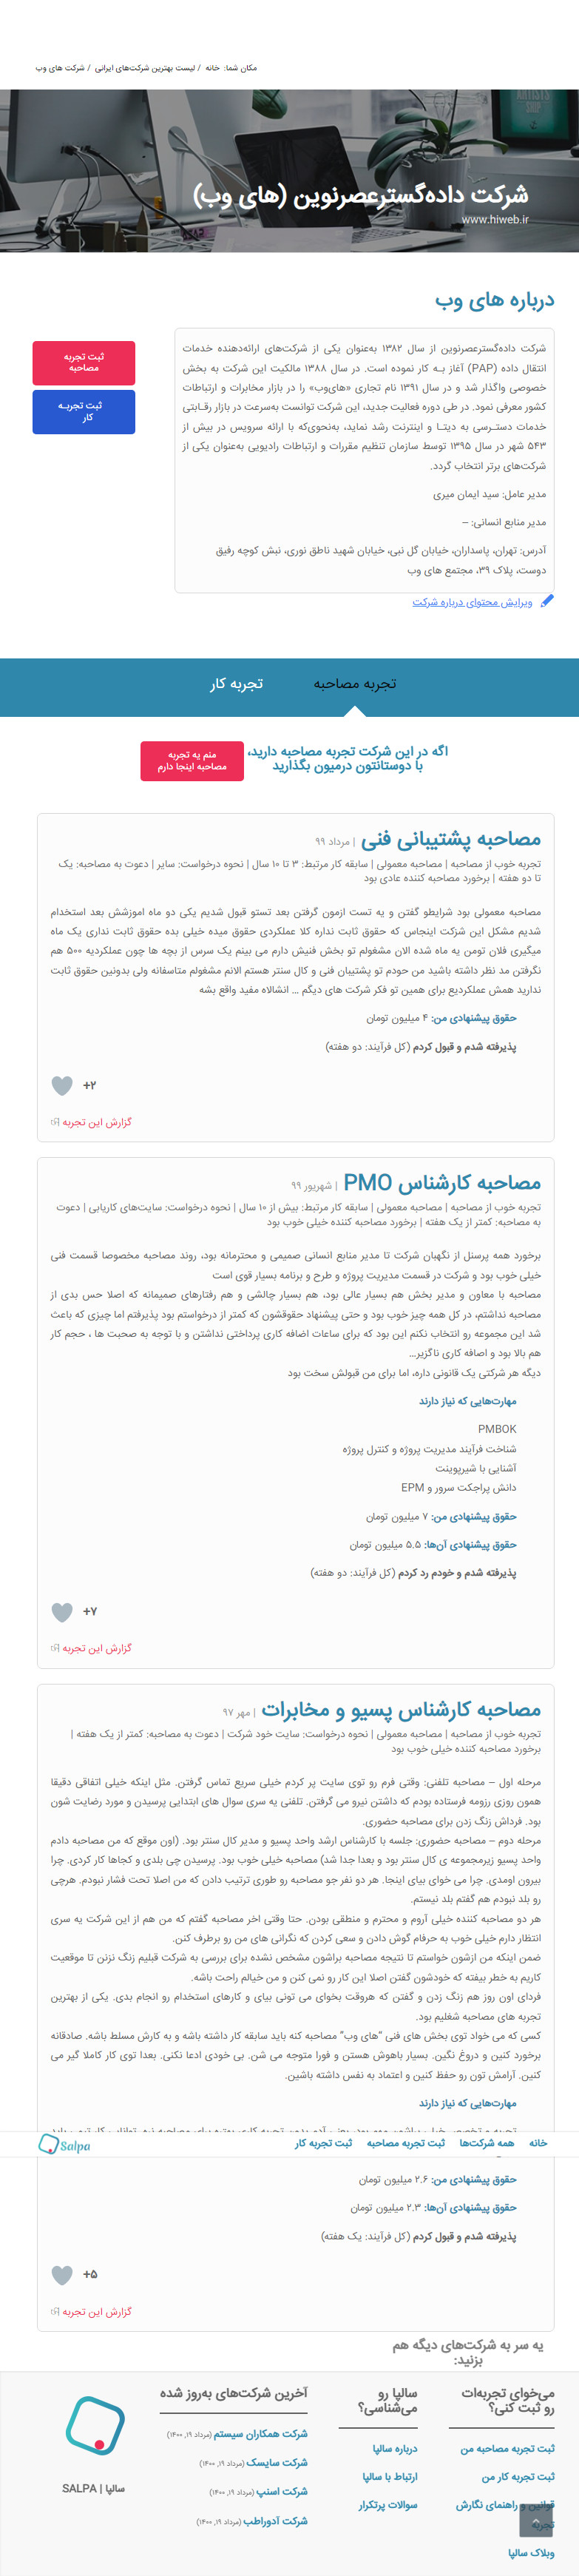 مکان شما: خانه / لیست بهترین شرکت‌های ایرانی / شرکت های وب
شرکت داده‌گسترعصرنوین (های وب)
www.hiweb.ir
درباره های وب
شرکت داده‌گسترعصرنوین از سال ۱۳۸۲ به‌عنوان یکی از شرکت‌های ارائه‌دهنده خدمات
انتقال داده (PAP) آغاز بـه کار نموده است. در سال ۱۳۸۸ مالکیت این شرکت به بخش
خصوصی واگذار شد و در سال ۱۳۹۱ نام تجاری «های‌وب» را در بازار مخابرات و ارتباطات
کشور معرفی نمود. در طی دوره فعالیت جدید، این شرکت توانست به‌سرعت در بازار رقـابتی
خدمات دستـرسی به دیتـا و اینترنت رشد نماید، به‌نحوی‌که با ارائه سرویس در بیش از
۵۴۳ شهر در سال ۱۳۹۵ توسط سازمان تنظیم مقررات و ارتباطات رادیویی به‌عنوان یکی از
شرکت‌های برتر انتخاب گردد.
مدیر عامل: سید ایمان میری
مدیر منابع انسانی: –
آدرس: تهران، پاسداران، خیابان گل نبی، خیابان شهید ناطق نوری، نبش کوچه رفیق
دوست، پلاک ۳۹، مجتمع های وب
ویرایش محتوای درباره شرکت
ثبت تجربه
مصاحبه
ثبت تجربـه
کار
تجربه مصاحبه
تجربه کار
اگه در این شرکت تجربه مصاحبه دارید،
با دوستانتون درمیون بگذارید
منم یه تجربه
مصاحبه اینجا دارم
مصاحبه پشتیبانی فنی | مرداد ۹۹
تجربه خوب از مصاحبه | مصاحبه معمولی | سابقه کار مرتبط: ۳ تا ۱۰ سال | نحوه درخواست: سایر | دعوت به مصاحبه: یک
تا دو هفته | برخورد مصاحبه کننده عادی بود
مصاحبه معمولی بود شرایطو گفتن و یه تست ازمون گرفتن بعد تستو قبول شدیم یکی دو ماه اموزشش بعد استخدام
شدیم مشکل این شرکت اینجاس که حقوق ثابت نداره کلا عملکردی حقوق میده خیلی بده حقوق ثابت نداری یک ماه
میگیری فلان تومن یه ماه شده الان مشغولم تو بخش فنیش دارم می بینم یک سرس از بچه ها چون عملکردیه ۵۰۰ هم
نگرفتن مد نظر داشته باشید من حودم تو پشتیبان فنی و کال سنتر هستم الانم مشغولم متاسفانه ولی بدونین حقوق ثابت
ندارید همش عملکردیع برای همین تو فکر شرکت های دیگم ... انشالاه مفید واقع بشه
حقوق پیشنهادی من: ۴ میلیون تومان
پذیرفته شدم و قبول کردم (کل فرآیند: دو هفته)
+۲
گزارش این تجربه
مصاحبه کارشناس PMO | شهریور ۹۹
تجربه خوب از مصاحبه | مصاحبه معمولی | سابقه کار مرتبط: بیش از ۱۰ سال | نحوه درخواست: سایت‌های کاریابی | دعوت
به مصاحبه: کمتر از یک هفته | برخورد مصاحبه کننده خیلی خوب بود
برخورد همه پرسنل از نگهبان شرکت تا مدیر منابع انسانی صمیمی و محترمانه بود، روند مصاحبه مخصوصا قسمت فنی
خیلی خوب بود و شرکت در قسمت مدیریت پروژه و طرح و برنامه بسیار قوی است
مصاحبه با معاون و مدیر بخش هم بسیار عالی بود، هم بسیار چالشی و هم رفتارهای صمیمانه که اصلا حس بدی از
مصاحبه نداشتم، در کل همه چیز خوب بود و حتی پیشنهاد حقوقشون که کمتر از درخواستم بود پذیرفتم اما چیزی که باعث
شد این مجموعه رو انتخاب نکنم این بود که برای ساعات اضافه کاری پرداختی نداشتن و با توجه به صحبت ها ، حجم کار
هم بالا بود و اصافه کاری ناگزیر...
دیگه هر شرکتی یک قانونی داره، اما برای من قبولش سخت بود
مهارت‌هایی که نیاز دارند
PMBOK
شناخت فرآیند مدیریت پروژه و کنترل پروژه
آشنایی با شیرپوینت
دانش پراجکت سرور و EPM
حقوق پیشنهادی من: ۷ میلیون تومان
حقوق پیشنهادی آن‌ها: ۵.۵ میلیون تومان
پذیرفته شدم و خودم رد کردم (کل فرآیند: دو هفته)
+۷
گزارش این تجربه
مصاحبه کارشناس پسیو و مخابرات | مهر ۹۷
تجربه خوب از مصاحبه | مصاحبه معمولی | نحوه درخواست: سایت خود شرکت | دعوت به مصاحبه: کمتر از یک هفته |
برخورد مصاحبه کننده خیلی خوب بود
مرحله اول – مصاحبه تلفنی: وقتی فرم رو توی سایت پر کردم خیلی سریع تماس گرفتن. مثل اینکه خیلی اتفاقی دقیقا
همون روزی رزومه فرستاده بودم که داشتن نیرو می گرفتن. تلفنی یه سری سوال های ابتدایی پرسیدن و مورد رضایت شون
بود. فرداش زنگ زدن برای مصاحبه حضوری.
مرحله دوم – مصاحبه حضوری: جلسه با کارشناس ارشد واحد پسیو و مدیر کال سنتر بود. (اون موقع که من مصاحبه دادم
واحد پسیو زیرمجموعه ی کال سنتر بود و بعدا جدا شد) مصاحبه خیلی خوب بود. پرسیدن چی بلدی و کجاها کار کردی. چرا
بیرون اومدی. چرا می خوای بیای اینجا. هر دو نفر جو مصاحبه رو طوری ترتیب دادن که من اصلا تحت فشار نبودم. هرچی
رو بلد نبودم هم گفتم بلد نیستم.
هر دو مصاحبه کننده خیلی آروم و محترم و منطقی بودن. حتا وقتی اخر مصاحبه گفتم که من هم از این شرکت یه سری
انتظار دارم خیلی خوب به حرفام گوش دادن و سعی کردن که نگرانی های من رو برطرف کنن.
ضمن اینکه من ازشون خواستم تا نتیجه مصاحبه براشون مشخص نشده برای بررسی به شرکت قبلیم زنگ نزنن تا موقعیت
کاریم به خطر بیفته که خودشون گفتن اصلا این کار رو نمی کنن و من خیالم راحت باشه.
فردای اون روز هم زنگ زدن و گفتن که هروقت بخوای می تونی بیای و کارهای استخدام رو انجام بدی. یکی از بهترین
تجربه های مصاحبه شغلیم بود.
کسی که می خواد توی بخش های فنی “های وب” مصاحبه کنه باید سابقه کار داشته باشه و به کارش مسلط باشه. صادقانه
برخورد کنین و دروغ نگین. بسیار باهوش هستن و فورا متوجه می شن. بی خودی ادعا نکنی. بعدا توی کار کاملا گیر می
کنین. آرامش تون رو حفظ کنین و اعتماد به نفس داشته باشین.
مهارت‌هایی که نیاز دارند
خانه
همه شرکت‌ها
ثبت تجربه مصاحبه
ثبت تجربه کار
Salpa
حقوق پیشنهادی من: ۲.۶ میلیون تومان
حقوق پیشنهادی آن‌ها: ۲.۳ میلیون تومان
پذیرفته شدم و قبول کردم (کل فرآیند: یک هفته)
+۵
گزارش این تجربه
یه سر به شرکت‌های دیگه هم
بزنید:
می‌خوای تجربه‌ات
رو ثبت کنی؟
ثبت تجربه مصاحبه من
ثبت تجربه کار من
قوانین و راهنمای نگارش
تجربه
وبلاگ سالپا
سالپا رو
می‌شناسی؟
درباره سالپا
ارتباط با سالپا
سوالات پرتکرار
آخرین شرکت‌های به‌روز شده
شرکت همکاران سیستم (مرداد ۱۹, ۱۴۰۰)
شرکت سایسک (مرداد ۱۹, ۱۴۰۰)
شرکت اسنپ (مرداد ۱۹, ۱۴۰۰)
شرکت آدوراطب (مرداد ۱۹, ۱۴۰۰)
سالپا | SALPA